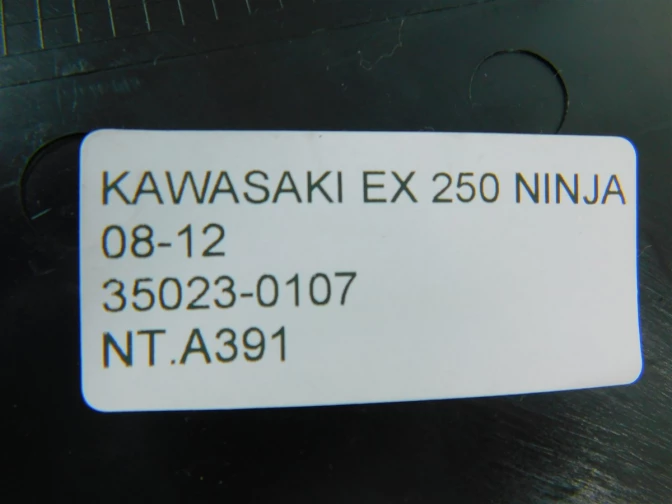 KAWASAKI EX 250 NINJA
08-12
35023-0107
NT.A391